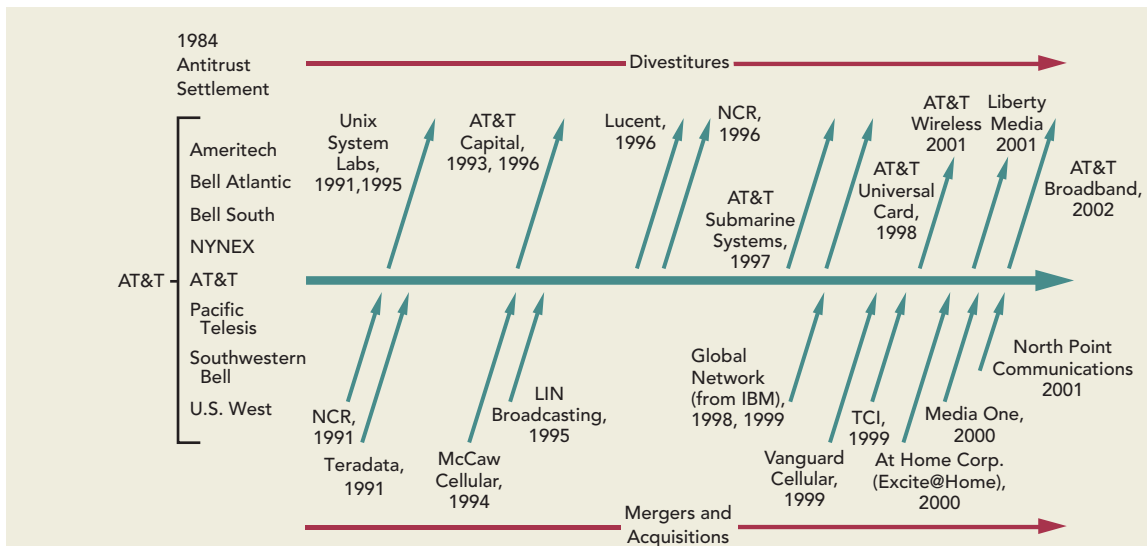 1984
Antitrust
Settlement
Divestitures
Unix
System
Labs,
1991,1995
AT&T
Capital,
1993, 1996
Lucent,
1996
NCR,
1996
AT&T
Submarine
Systems,
1997
AT&T
Universal
Card,
1998
AT&T
Wireless
2001
Liberty
Media
2001
AT&T
Broadband,
2002
AT&T
Ameritech
Bell Atlantic
Bell South
NYNEX
AT&T
Pacific
Telesis
Southwestern
Bell
U.S. West
NCR,
1991
Teradata,
1991
McCaw
Cellular,
1994
LIN
Broadcasting,
1995
Global
Network
(from IBM),
1998, 1999
Vanguard
Cellular,
1999
TCI,
1999
At Home Corp.
(Excite@Home),
2000
Media One,
2000
North Point
Communications
2001
Mergers and
Acquisitions